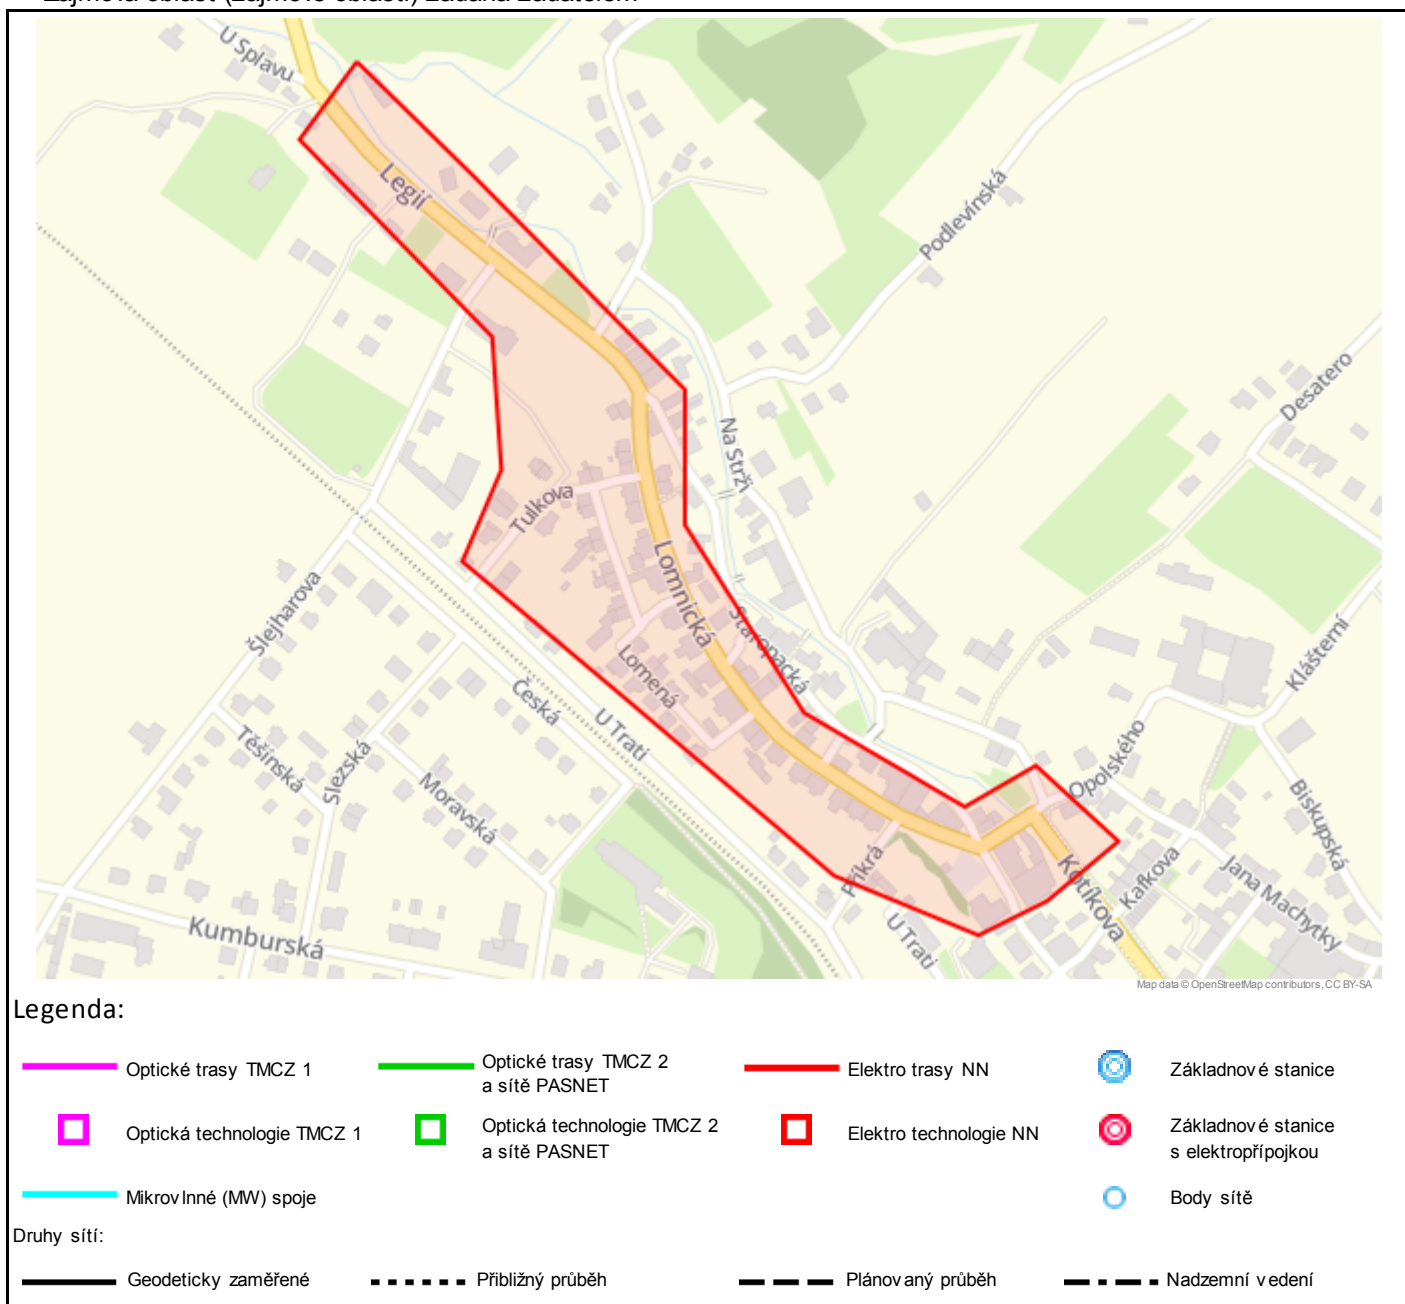 Zájmová oblast (zájmové oblasti) zadaná žadatelem
U Splavu
Legií
Podlevínská
Desatero
Na Strži
Tulkova
Lomnická
Staropacká
Šlejharova
Lomená
Klášterní
Česká
U Trati
Těšínská
Slezská
Moravská
Opolského
Biskupská
Příkrá
Kotíkova
Kafkova
Jana Machytky
U Trati
Kumburská
Map data © OpenStreetMap contributors, CC BY-SA
Legenda:
Optické trasy TMCZ 1
Optické trasy TMCZ 2
a sítě PASNET
Elektro trasy NN
Základnové stanice
Optická technologie TMCZ 1
Optická technologie TMCZ 2
a sítě PASNET
Elektro technologie NN
Základnové stanice
s elektropřípojkou
Mikrovlnné (MW) spoje
Body sítě
Druhy sítí:
Geodeticky zaměřené
Přibližný průběh
Plánovaný průběh
Nadzemní vedení